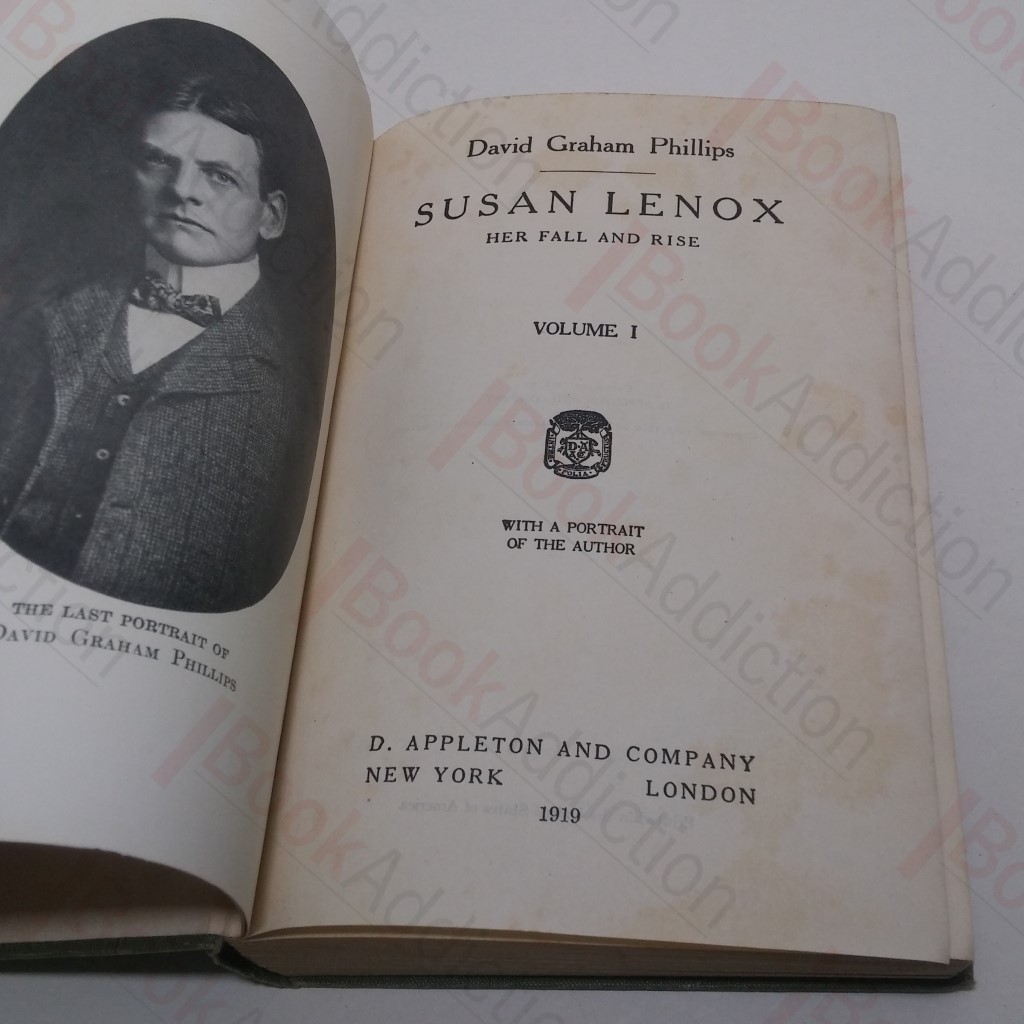 THE LAST PORTRAIT OF
DAVID GRAHAM PHILLIPS
David Graham Phillips
SUSAN LENOX
HER FALL AND RISE
VOLUME I
D A
& C
WITH A PORTRAIT
OF THE AUTHOR
D. APPLETON AND COMPANY
NEW YORK LONDON
1919
BookAddiction